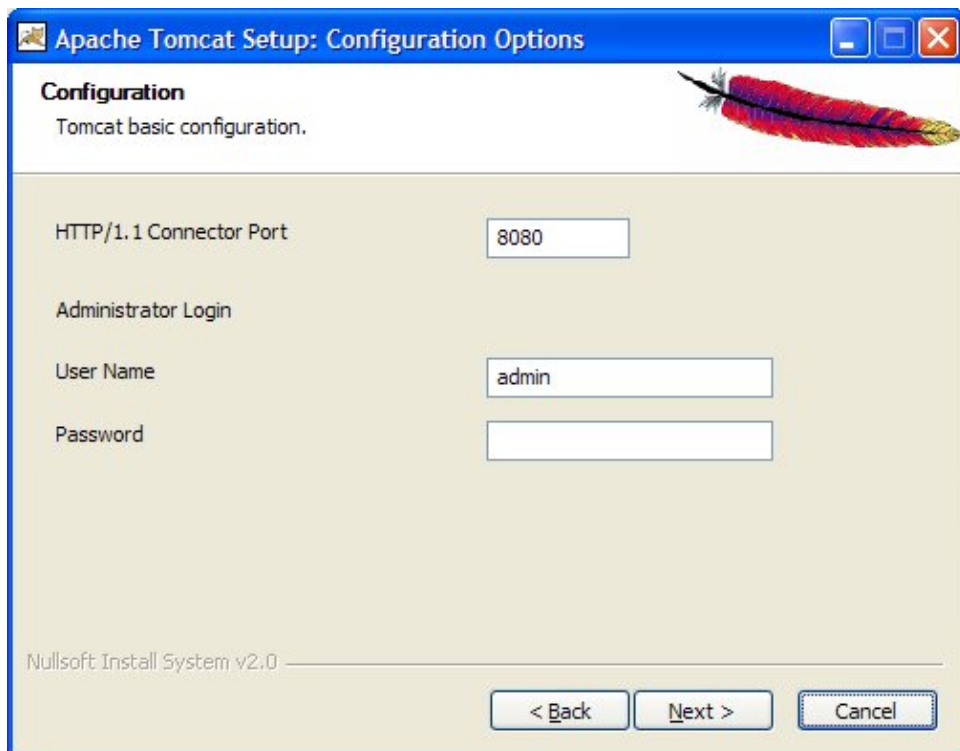 Apache Tomcat Setup: Configuration Options
Configuration
Tomcat basic configuration.
HTTP/1.1 Connector Port
8080
Administrator Login
User Name
admin
Password
Nullsoft Install System v2.0
< Back
Next >
Cancel